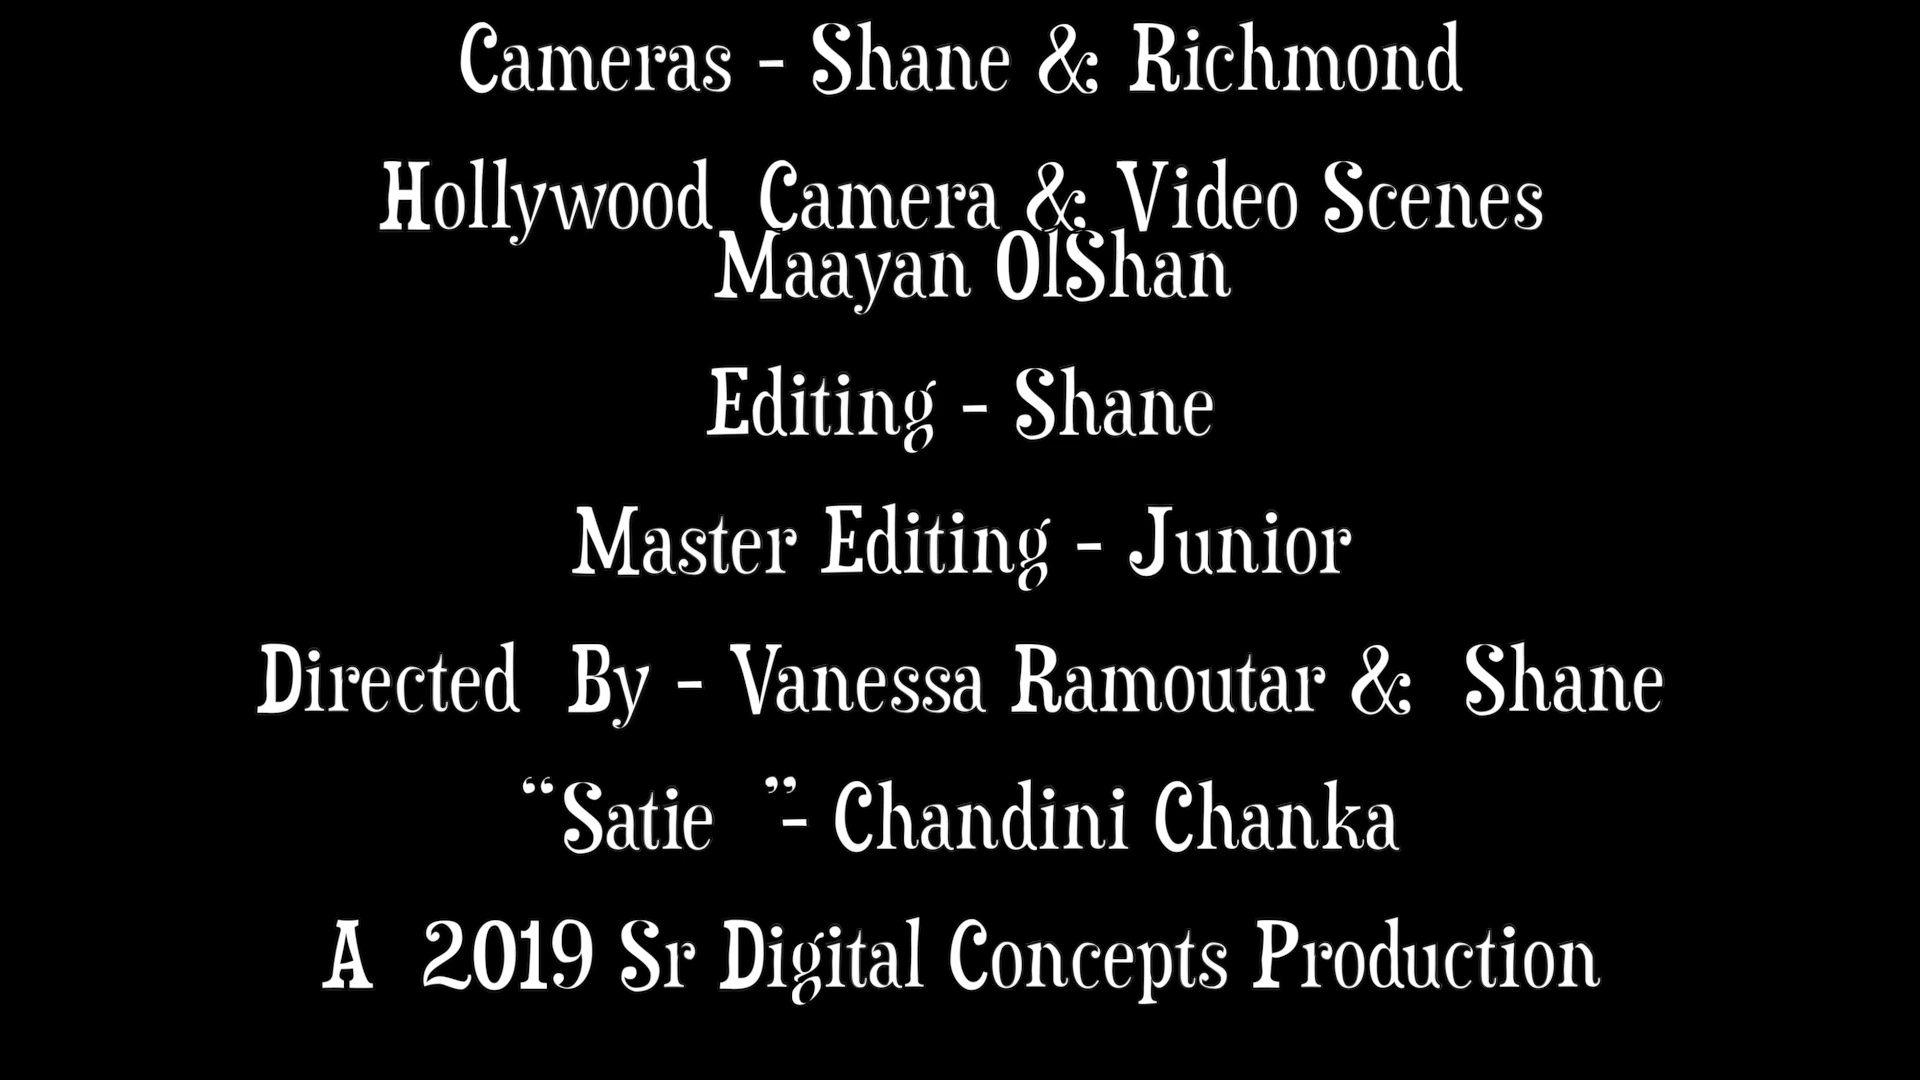 Cameras - Shane & Richmond
Hollywood Camera & Video Scenes
Maayan OlShan
Editing - Shane
Master Editing - Junior
Directed By - Vanessa Ramoutar & Shane
“Satie ”- Chandini Chanka
A 2019 Sr Digital Concepts Production